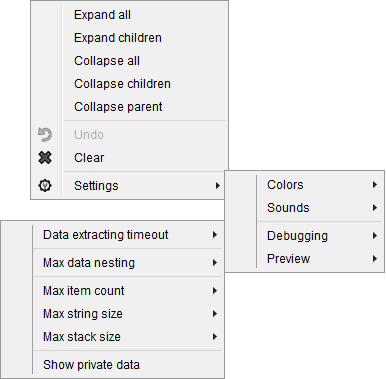 Expand all
Expand children
Collapse all
Collapse children
Collapse parent
Undo
Clear
Settings
Colors
Sounds
Debugging
Preview
Data extracting timeout
Max data nesting
Max item count
Max string size
Max stack size
Show private data